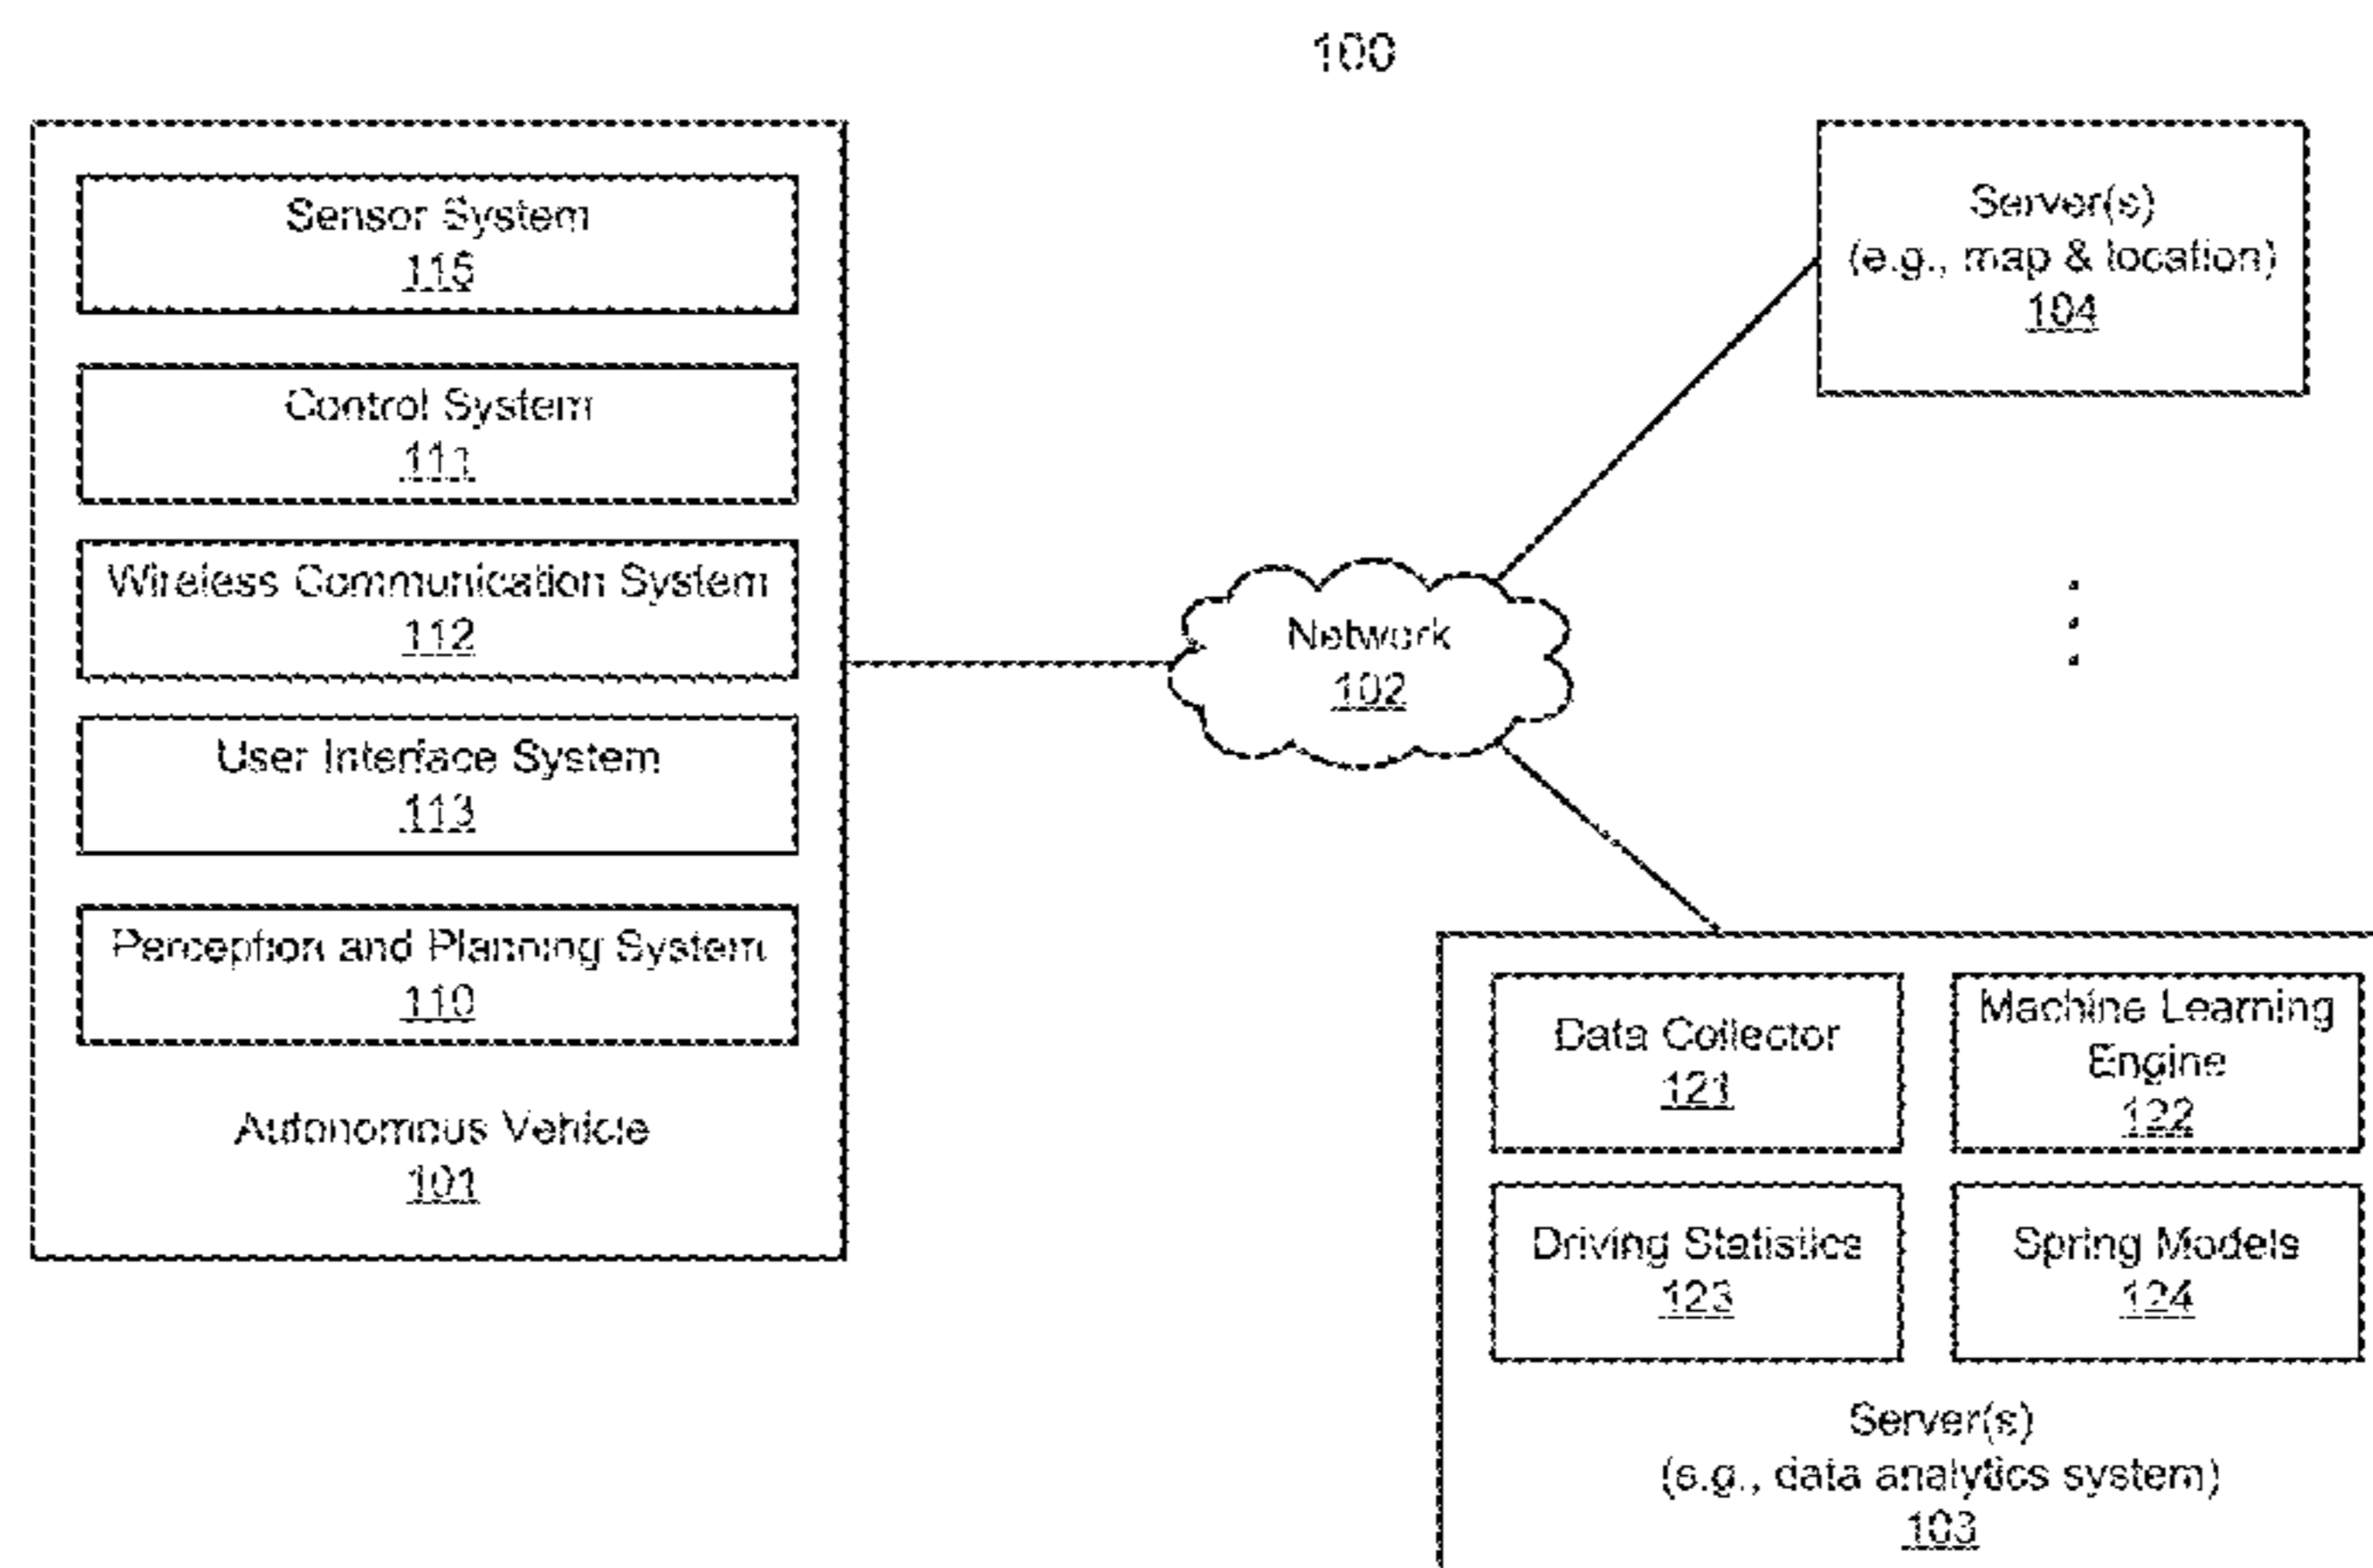 100
Sensor System
115
Control System
111
Wireless Communication System
112
User Interface System
113
Perception and Planning System
110
Autonomous Vehicle
101
Network
102
Server(s)
(e.g., map & location)
104
Data Collector
121
Machine Learning
Engine
122
Driving Statistics
123
Spring Models
124
Server(s)
(e.g., data analytics system)
103